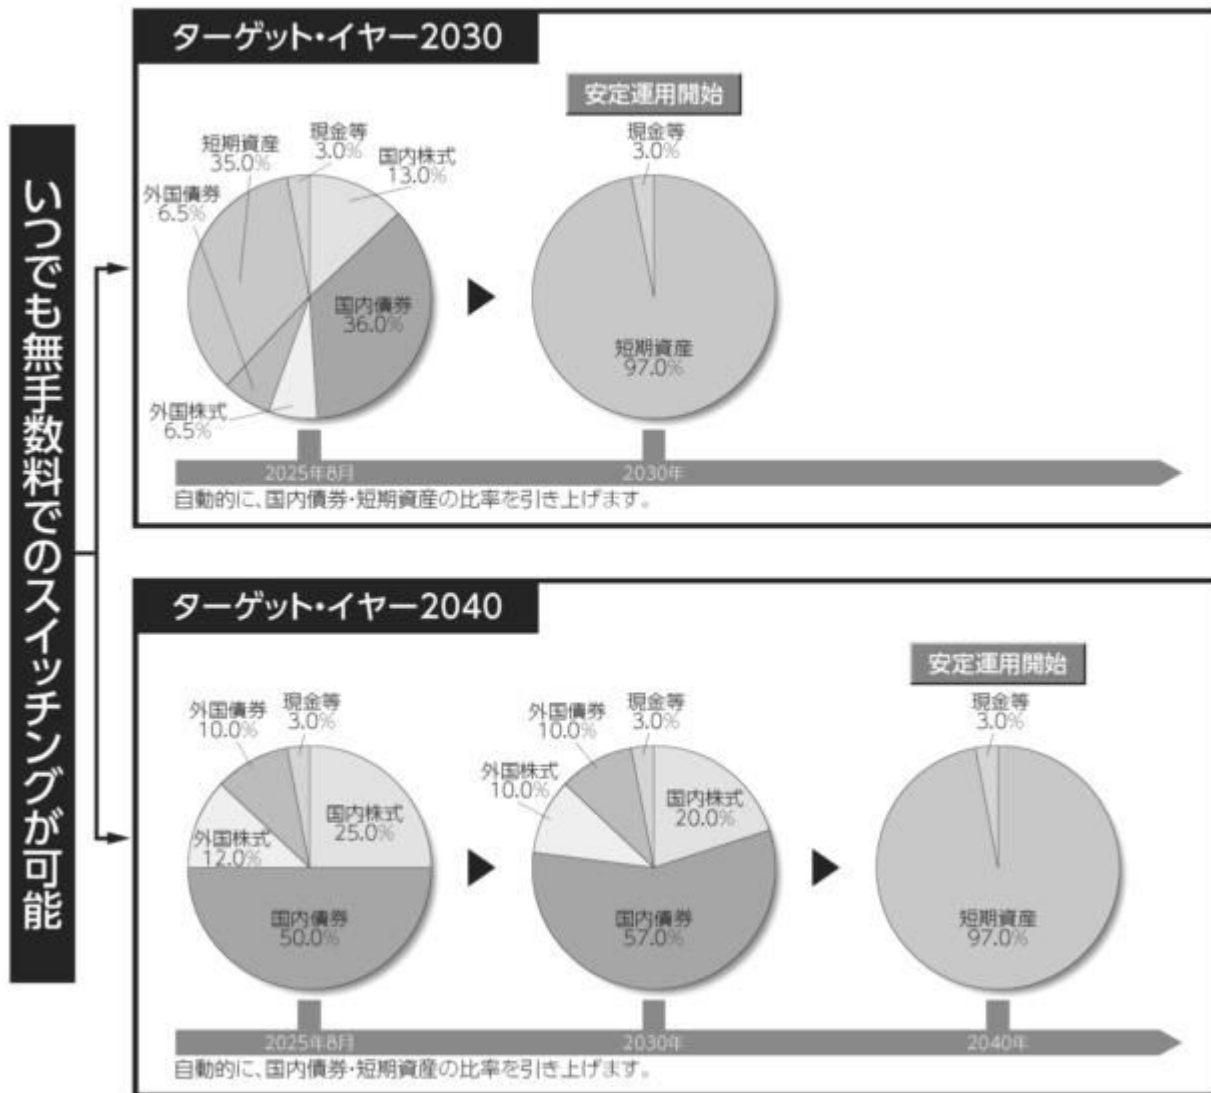 いつでも無手数料でのスイッチングが可能
ターゲット・イヤー2030
安定運用開始
短期資産
35.0%
現金等
3.0%
国内株式
13.0%
外国債券
6.5%
国内債券
36.0%
外国株式
6.5%
現金等
3.0%
短期資産
97.0%
2025年8月
2030年
自動的に、国内債券・短期資産の比率を引き上げます。
ターゲット・イヤー2040
安定運用開始
外国債券
10.0%
現金等
3.0%
国内株式
25.0%
外国株式
12.0%
国内債券
50.0%
外国債券
10.0%
現金等
3.0%
外国株式
10.0%
国内株式
20.0%
国内債券
57.0%
現金等
3.0%
短期資産
97.0%
2025年8月
2030年
2040年
自動的に、国内債券・短期資産の比率を引き上げます。